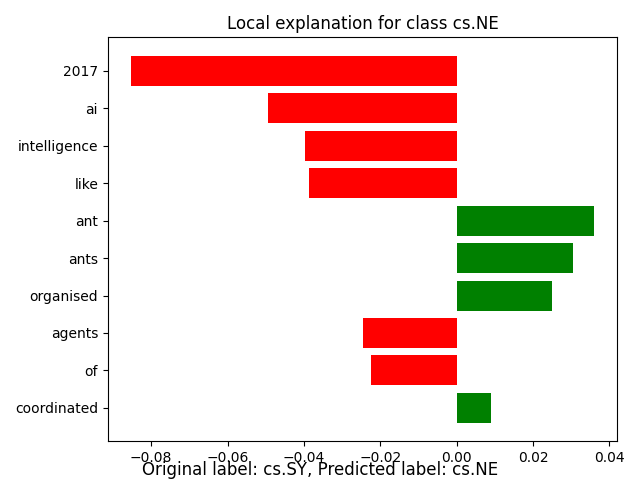 Local explanation for class cs.NE
2017
ai
intelligence
like
ant
ants
organised
agents
of
coordinated
−0.08 −0.06 −0.04 −0.02 0.00 0.02 0.04
Original label: cs.SY, Predicted label: cs.NE